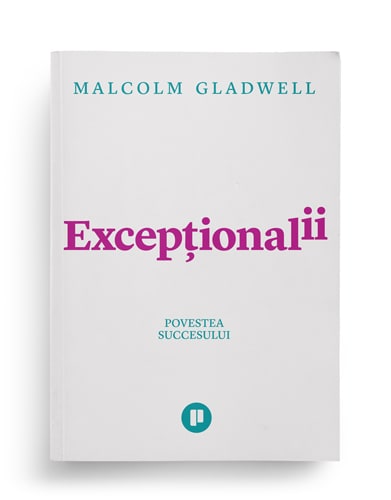 MALCOLM GLADWELL
Excepționalii
POVESTEA
SUCCESULUI